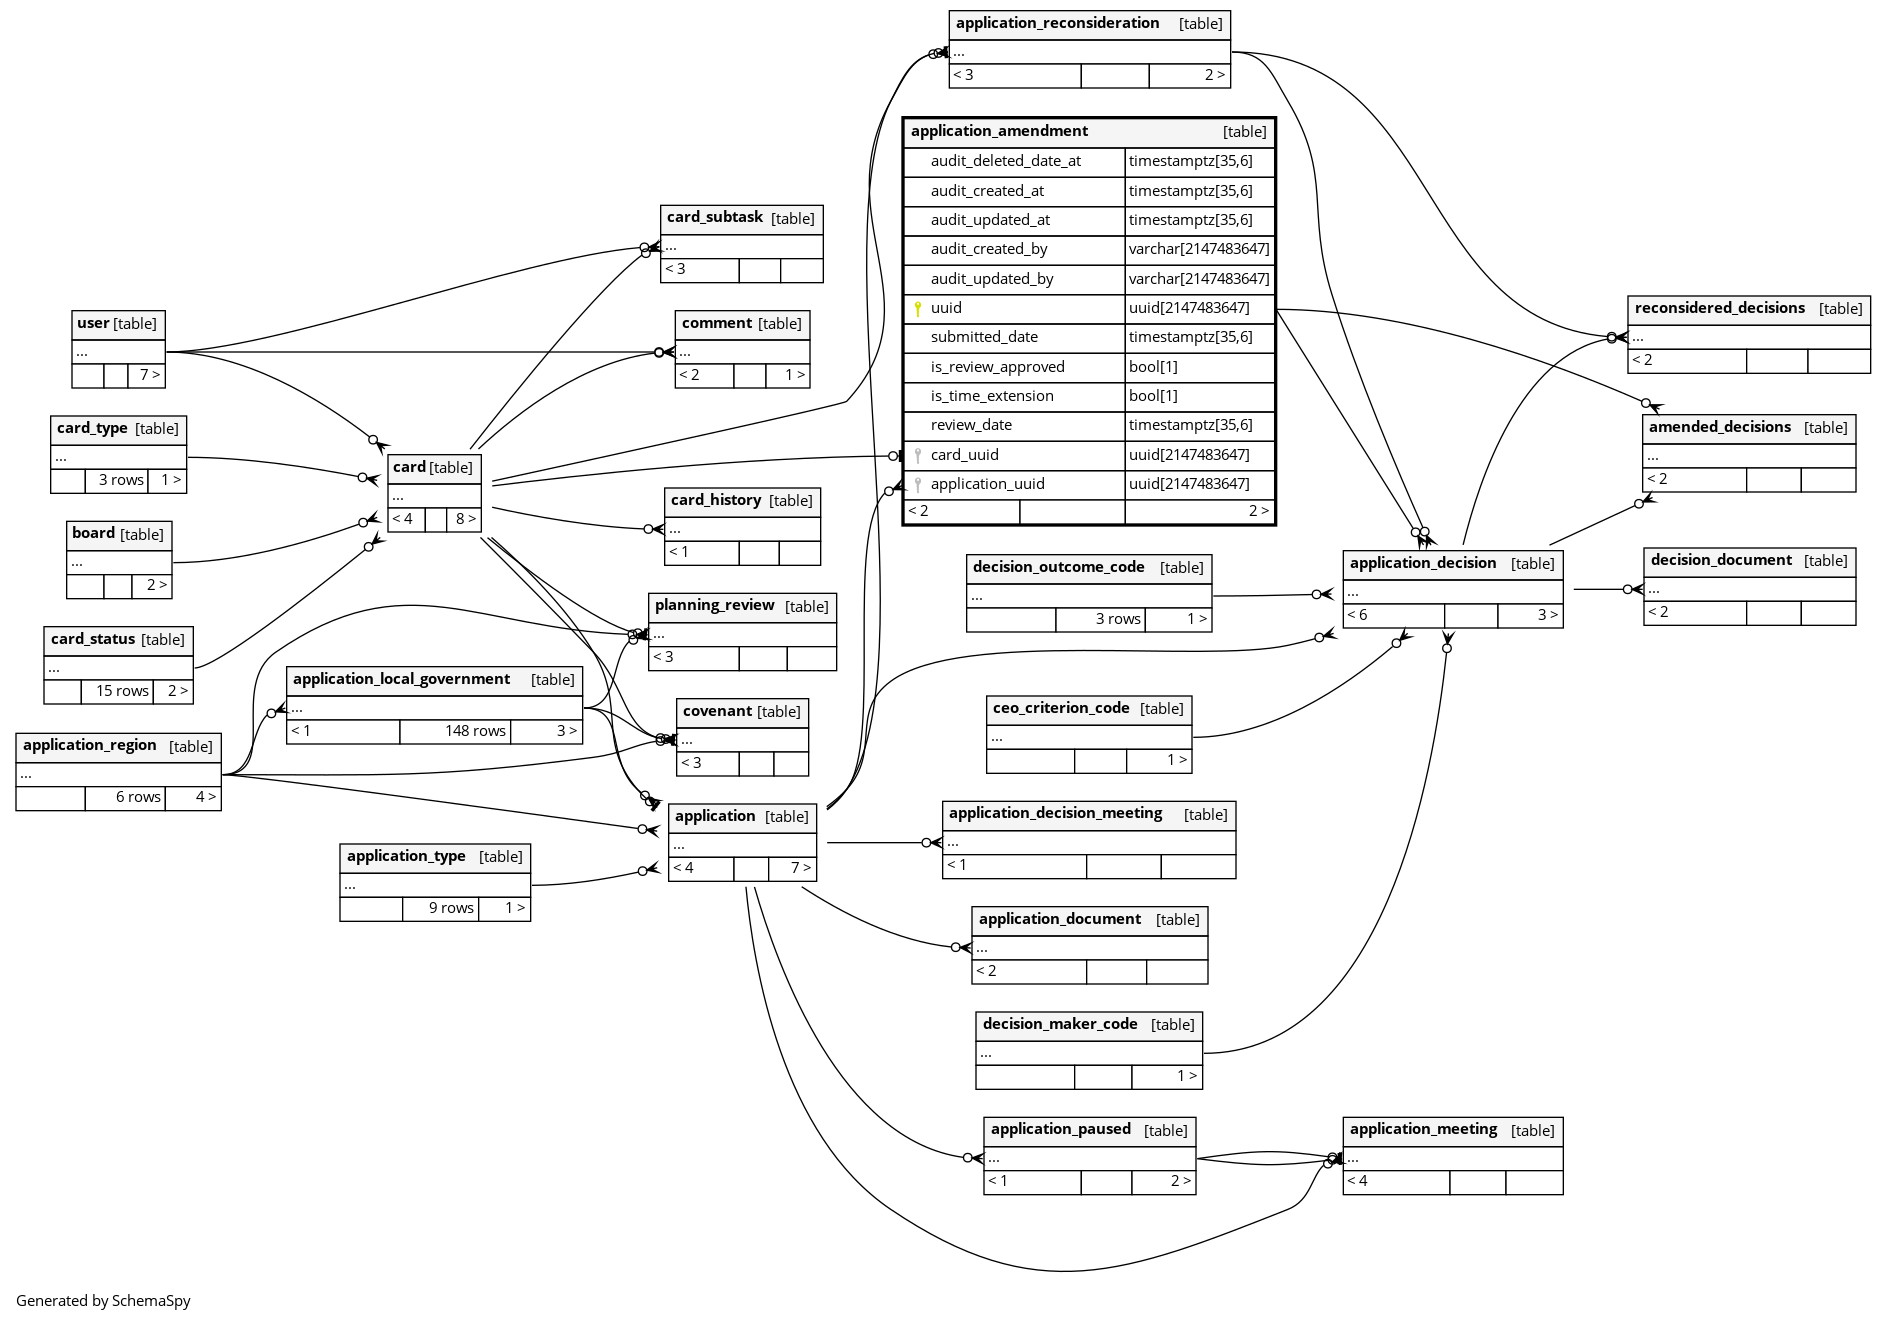 application_reconsideration [table]
...
< 3 2 >
application_amendment [table]
audit_deleted_date_at timestamptz[35,6]
audit_created_at timestamptz[35,6]
audit_updated_at timestamptz[35,6]
audit_created_by varchar[2147483647]
audit_updated_by varchar[2147483647]
uuid uuid[2147483647]
submitted_date timestamptz[35,6]
is_review_approved bool[1]
is_time_extension bool[1]
review_date timestamptz[35,6]
card_uuid uuid[2147483647]
application_uuid uuid[2147483647]
< 2 2 >
card_subtask [table]
...
< 3
user [table]
...
7 >
comment [table]
...
< 2 1 >
reconsidered_decisions [table]
...
< 2
card_type [table]
...
3 rows 1 >
card [table]
...
< 4 8 >
amended_decisions [table]
...
< 2
card_history [table]
...
< 1
board [table]
...
2 >
decision_outcome_code [table]
...
3 rows 1 >
application_decision [table]
...
< 6 3 >
decision_document [table]
...
< 2
planning_review [table]
...
< 3
card_status [table]
...
15 rows 2 >
application_local_government [table]
...
< 1 148 rows 3 >
covenant [table]
...
< 3
ceo_criterion_code [table]
...
1 >
application_region [table]
...
6 rows 4 >
application [table]
...
< 4 7 >
application_decision_meeting [table]
...
< 1
application_type [table]
...
9 rows 1 >
application_document [table]
...
< 2
decision_maker_code [table]
...
1 >
application_paused [table]
...
< 1 2 >
application_meeting [table]
...
< 4
Generated by SchemaSpy